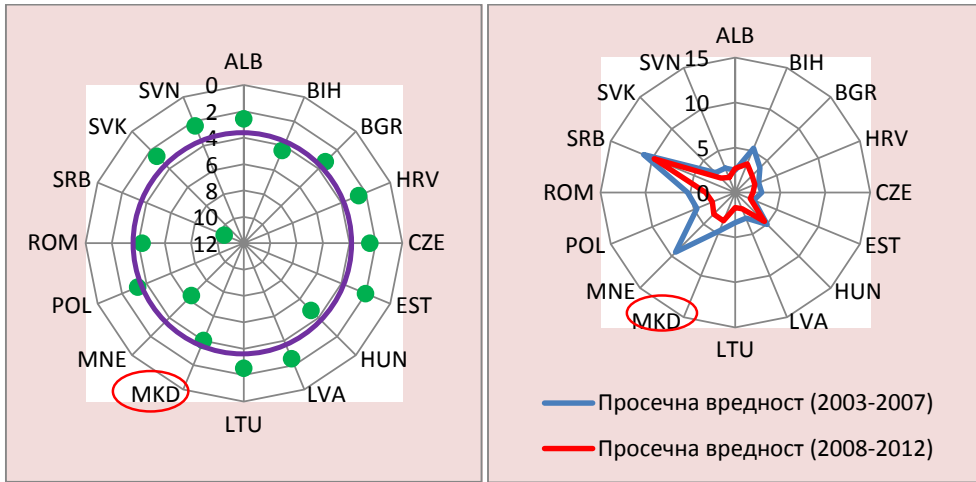 ALB
BIH
BGR
HRV
CZE
EST
HUN
LVA
LTU
MKD
MNE
POL
ROM
SRB
SVK
SVN
0
2
4
6
8
10
12
ALB
BIH
BGR
HRV
CZE
EST
HUN
LVA
LTU
MKD
MNE
POL
ROM
SRB
SVK
SVN
15
10
5
0
Просечна вредност (2003-2007)
Просечна вредност (2008-2012)